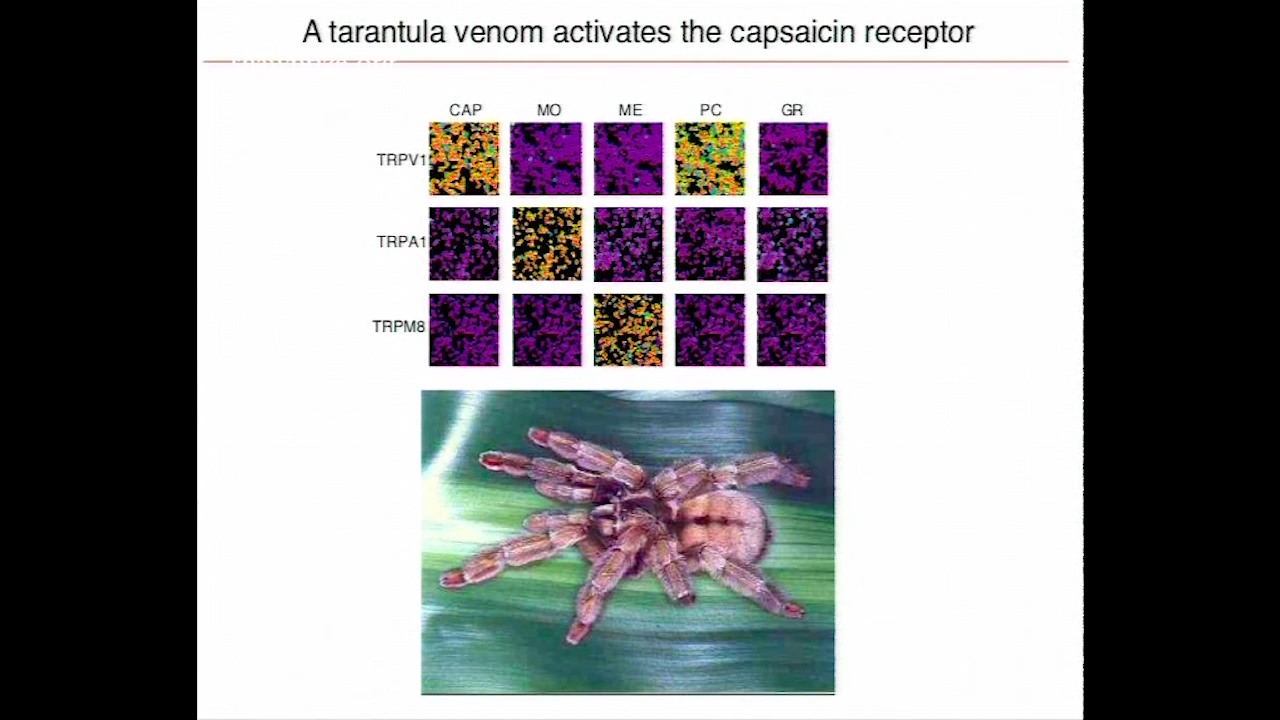 A tarantula venom activates the capsaicin receptor
CAP MO ME PC GR
TRPV1
TRPA1
TRPM8